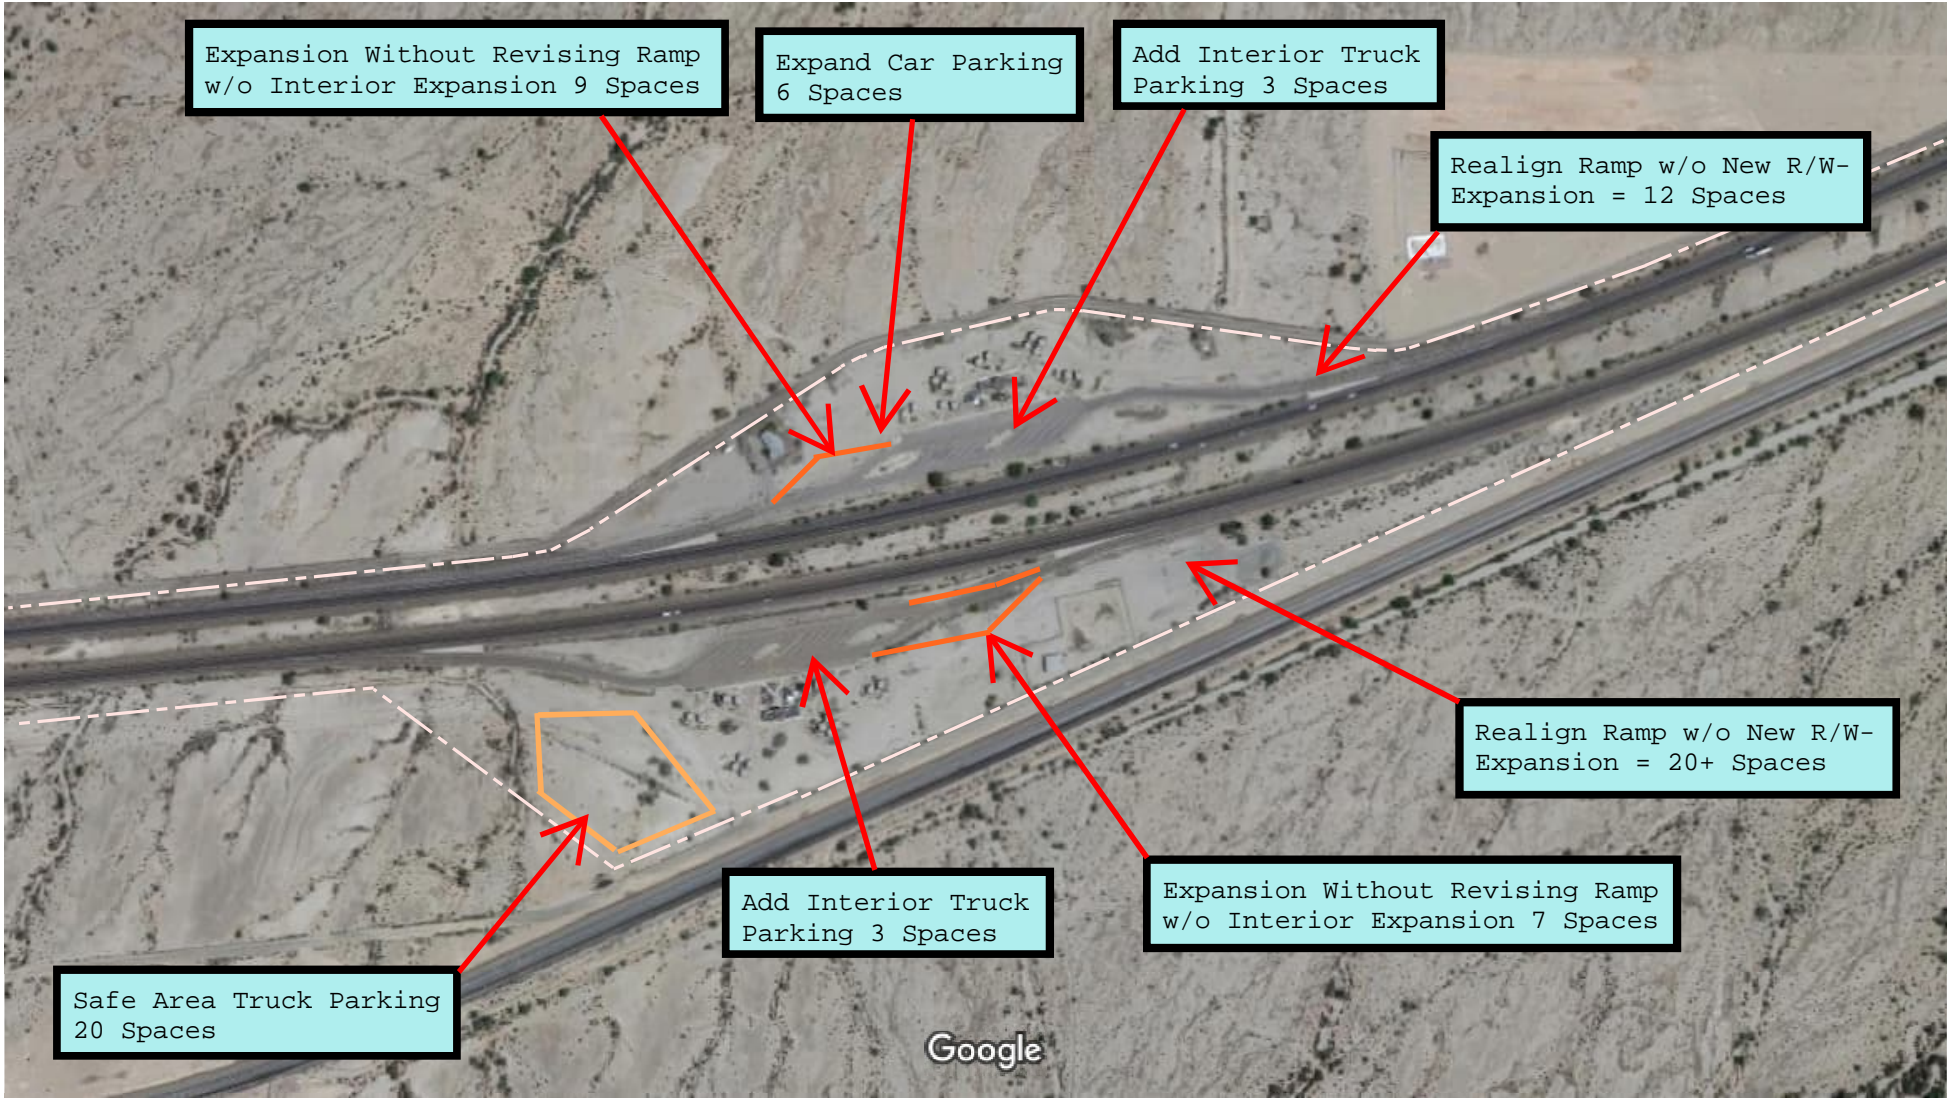 Expansion Without Revising Ramp
w/o Interior Expansion 9 Spaces
Expand Car Parking
6 Spaces
Add Interior Truck
Parking 3 Spaces
Realign Ramp w/o New R/W-
Expansion = 12 Spaces
Realign Ramp w/o New R/W-
Expansion = 20+ Spaces
Expansion Without Revising Ramp
w/o Interior Expansion 7 Spaces
Add Interior Truck
Parking 3 Spaces
Safe Area Truck Parking
20 Spaces
Google